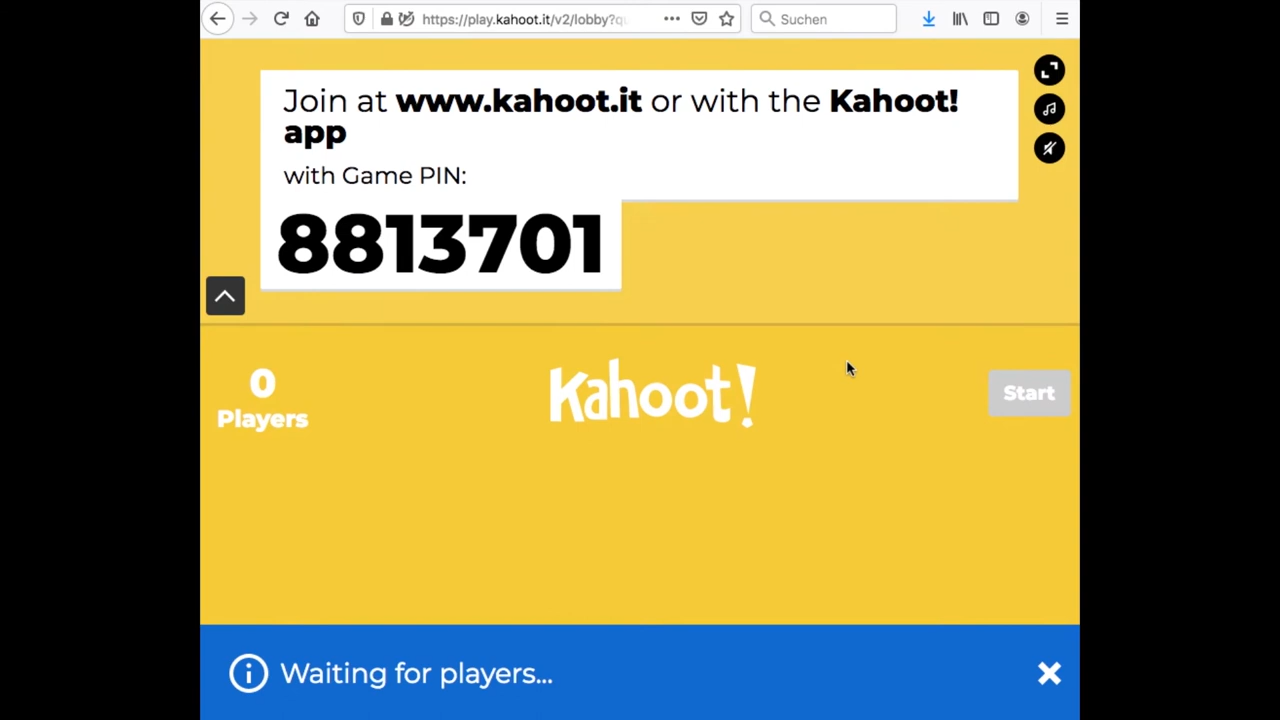 https://play.kahoot.it/v2/lobby?qu
Suchen
Join at www.kahoot.it or with the Kahoot!
app
with Game PIN:
8813701
0
Players
Kahoot!
Start
Waiting for players...